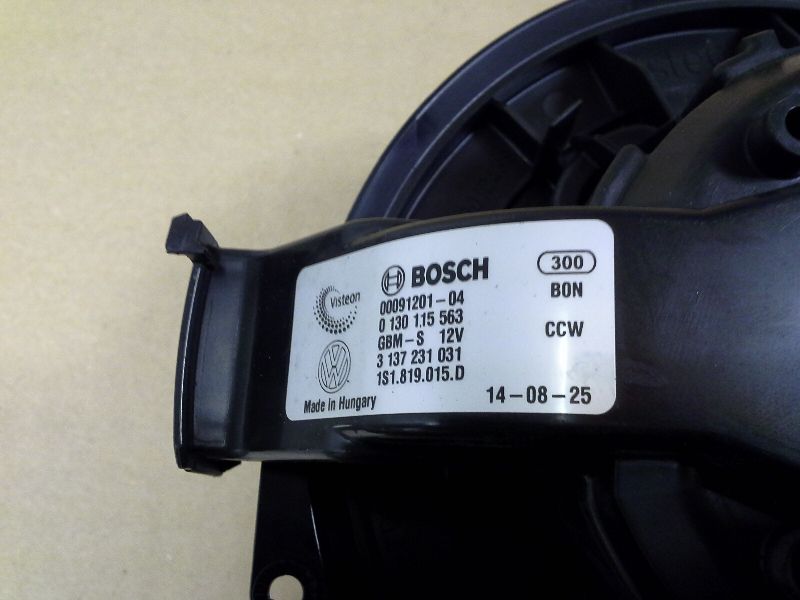 Visteon
BOSCH
300
00091201-04
BON
0 130 115 563
GBM-S 12V
CCW
3 137 231 031
1S1.819.015.D
14-08-25
Made in Hungary